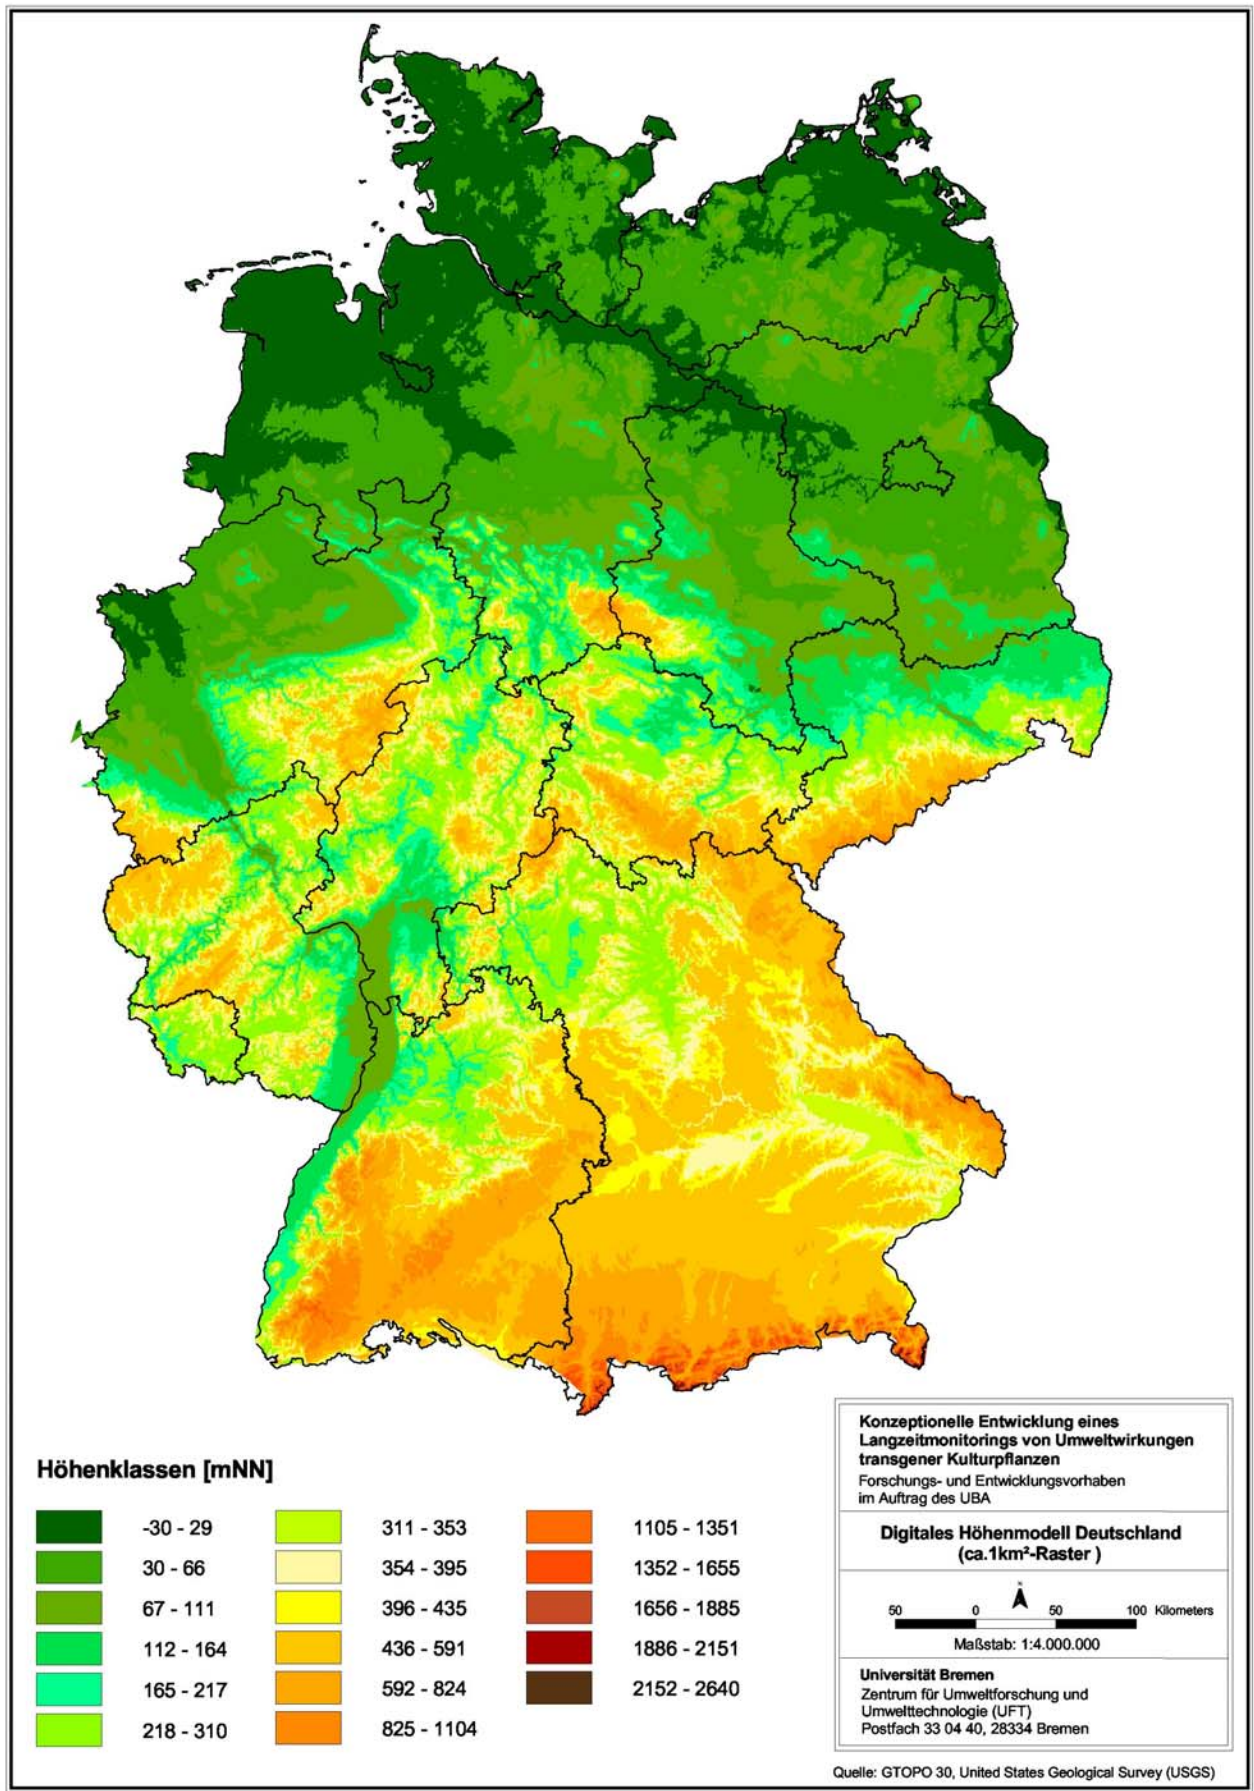 Höhenklassen [mNN]
-30 - 29
30 - 66
67 - 111
112 - 164
165 - 217
218 - 310
311 - 353
354 - 395
396 - 435
436 - 591
592 - 824
825 - 1104
1105 - 1351
1352 - 1655
1656 - 1885
1886 - 2151
2152 - 2640
Konzeptionelle Entwicklung eines
Langzeitmonitorings von Umweltwirkungen
transgener Kulturpflanzen
Forschungs- und Entwicklungsvorhaben
im Auftrag des UBA
Digitales Höhenmodell Deutschland
(ca.1km²-Raster )
50 0 50 100 Kilometers
Maßstab: 1:4.000.000
Universität Bremen
Zentrum für Umweltforschung und
Umwelttechnologie (UFT)
Postfach 33 04 40, 28334 Bremen
Quelle: GTOPO 30, United States Geological Survey (USGS)